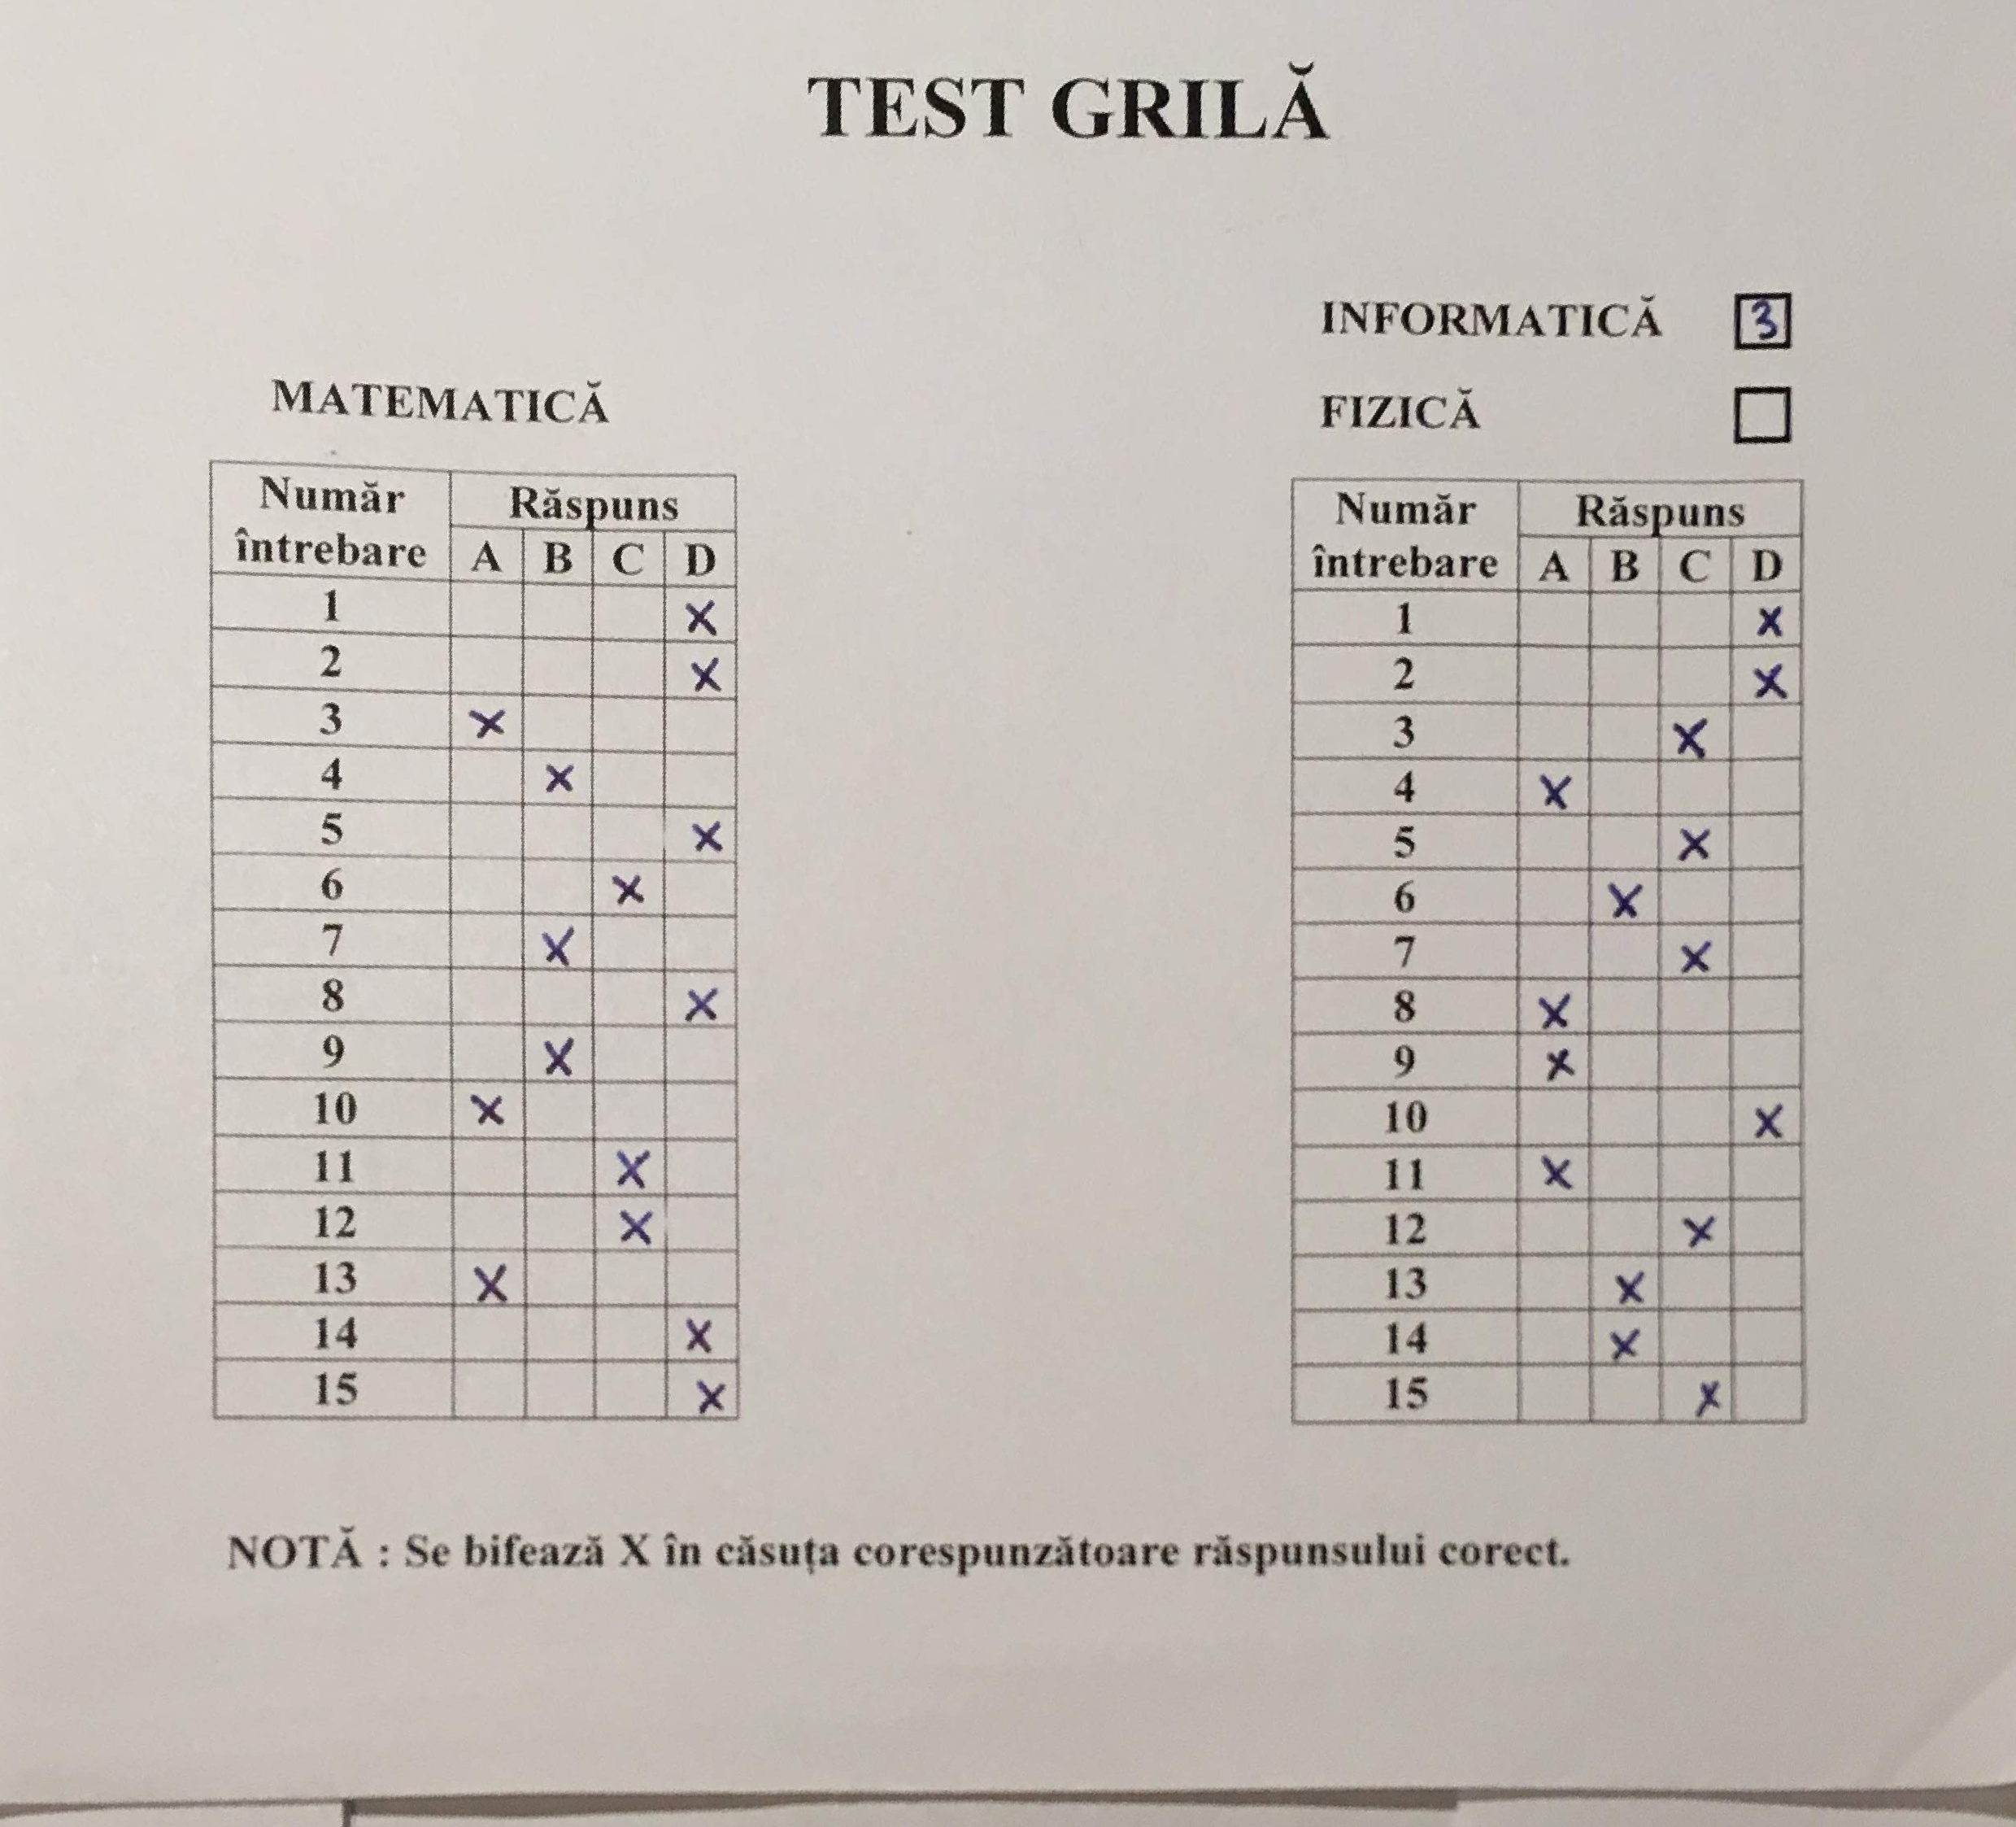 TEST GRILĂ
MATEMATICĂ
Număr întrebare Răspuns
A B C D
1 X
2 X
3 X
4 X
5 X
6 X
7 X
8 X
9 X
10 X
11 X
12 X
13 X
14 X
15 X
INFORMATICĂ 3
FIZICĂ
Număr întrebare Răspuns
A B C D
1 X
2 X
3 X
4 X
5 X
6 X
7 X
8 X
9 X
10 X
11 X
12 X
13 X
14 X
15 X
NOTĂ : Se bifează X în căsuța corespunzătoare răspunsului corect.